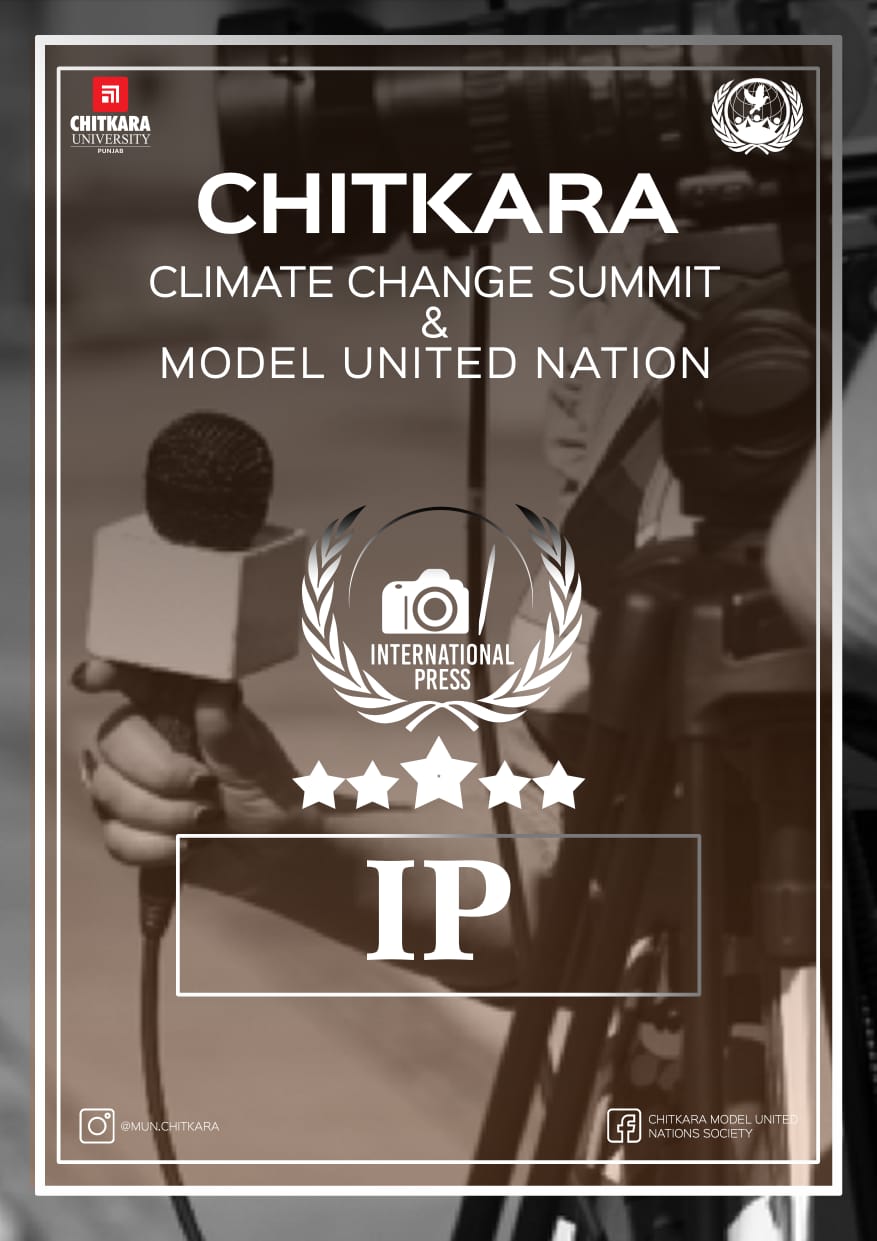 CHITKARA
UNIVERSITY
PUNJAB
CHITKARA
CLIMATE CHANGE SUMMIT
&
MODEL UNITED NATION
INTERNATIONAL
PRESS
IP
@MUN.CHITKARA
CHITKARA MODEL UNITED
NATIONS SOCIETY